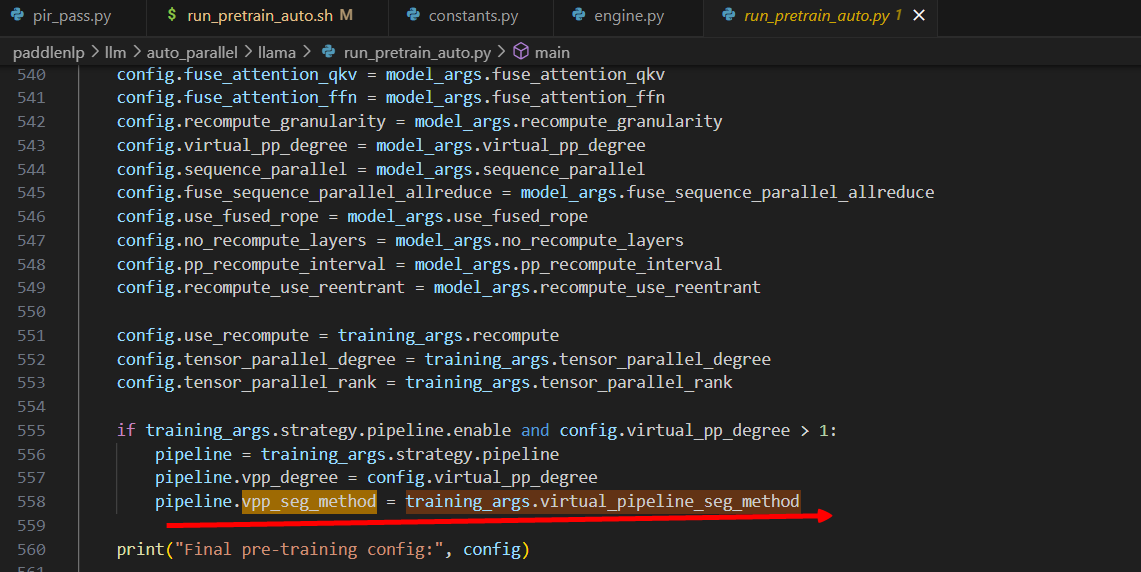 pir_pass.py
$ run_pretrain_auto.sh M
constants.py
engine.py
run_pretrain_auto.py 1 ✕
paddlenlp > llm > auto_parallel > llama > run_pretrain_auto.py > main
540 config.fuse_attention_qkv = model_args.fuse_attention_qkv
541 config.fuse_attention_ffn = model_args.fuse_attention_ffn
542 config.recompute_granularity = model_args.recompute_granularity
543 config.virtual_pp_degree = model_args.virtual_pp_degree
544 config.sequence_parallel = model_args.sequence_parallel
545 config.fuse_sequence_parallel_allreduce = model_args.fuse_sequence_parallel_allreduce
546 config.use_fused_rope = model_args.use_fused_rope
547 config.no_recompute_layers = model_args.no_recompute_layers
548 config.pp_recompute_interval = model_args.pp_recompute_interval
549 config.recompute_use_reentrant = model_args.recompute_use_reentrant
550
551 config.use_recompute = training_args.recompute
552 config.tensor_parallel_degree = training_args.tensor_parallel_degree
553 config.tensor_parallel_rank = training_args.tensor_parallel_rank
554
555 if training_args.strategy.pipeline.enable and config.virtual_pp_degree > 1:
556 pipeline = training_args.strategy.pipeline
557 pipeline.vpp_degree = config.virtual_pp_degree
558 pipeline.vpp_seg_method = training_args.virtual_pipeline_seg_method
559
560 print("Final pre-training config:", config)
561